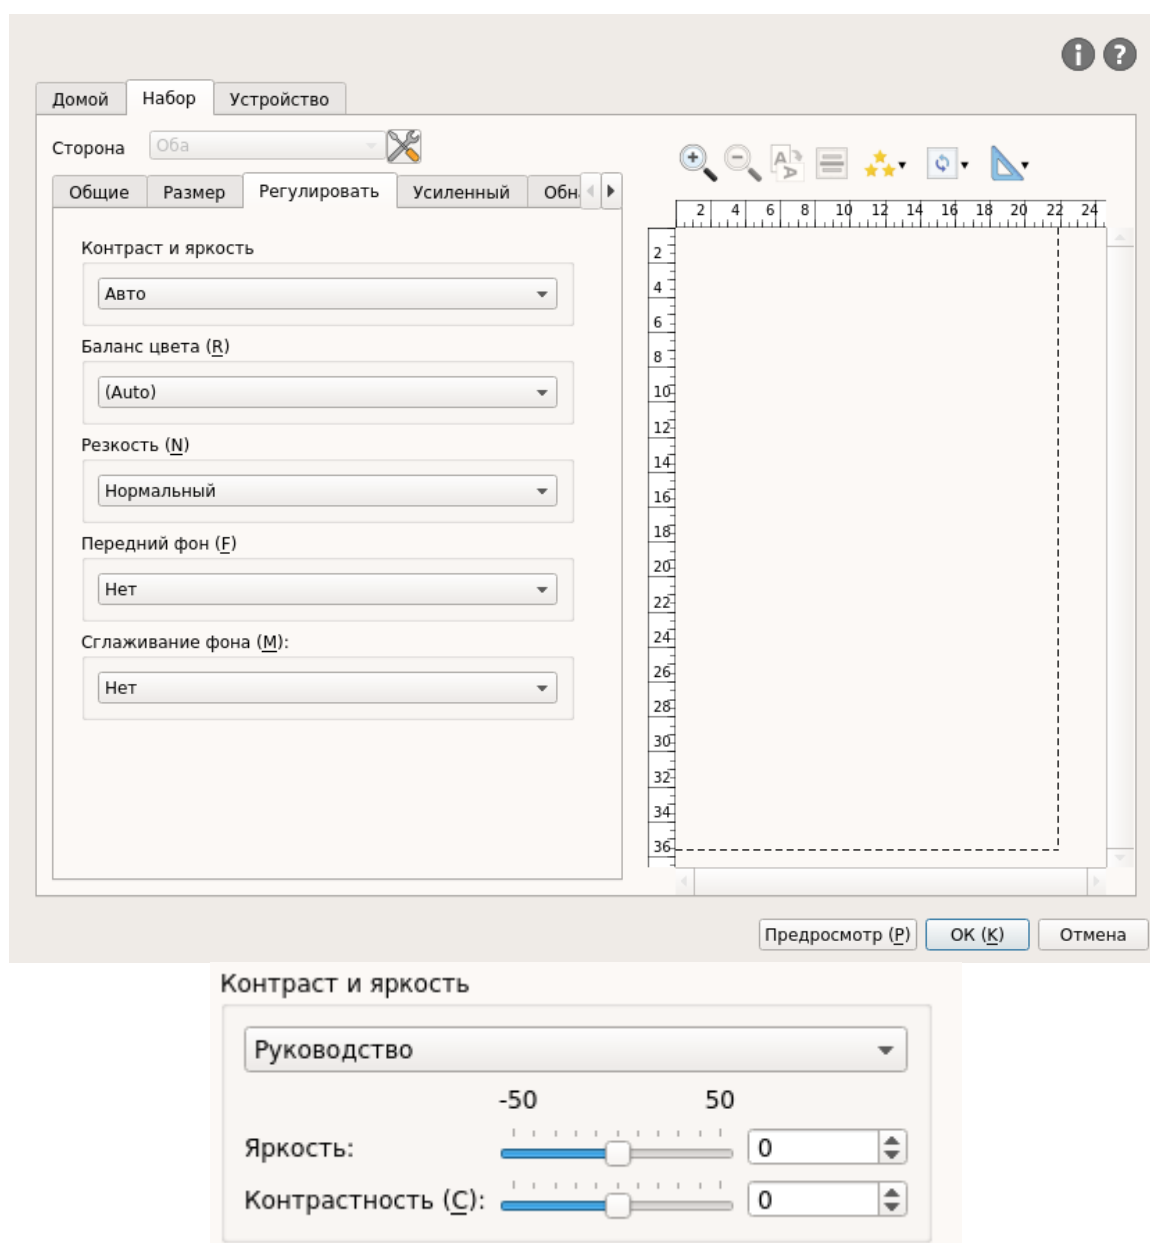 Домой Набор Устройство
Сторона Оба
Общие Размер Регулировать Усиленный Обн
Контраст и яркость
Авто
Баланс цвета (R)
(Auto)
Резкость (N)
Нормальный
Передний фон (F)
Нет
Сглаживание фона (M):
Нет
2 4 6 8 10 12 14 16 18 20 22 24
2
4
6
8
10
12
14
16
18
20
22
24
26
28
30
32
34
36
Предросмотр (P) ОК (K) Отмена
Контраст и яркость
Руководство
-50 50
Яркость: 0
Контрастность (C): 0